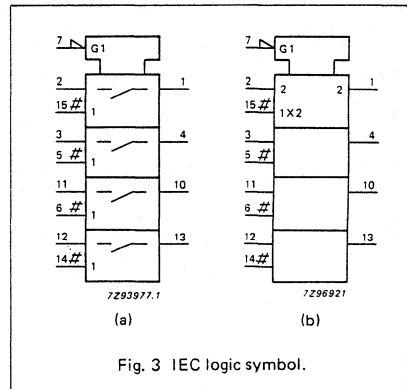 7 G1
2 1
15 # 1
3 4
5 # 1
11 10
6 # 1
12 13
14 # 1
7Z93977.1
(a)
7 G1
2 2 2 1
15 # 1X2
3 4
5 #
11 10
6 #
12 13
14 #
7Z96921
(b)
Fig. 3 IEC logic symbol.